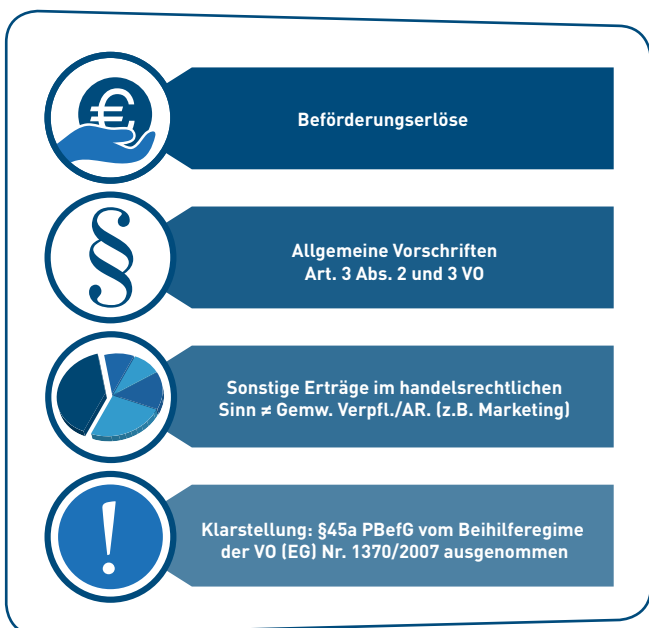 €
Beförderungserlöse
§
Allgemeine Vorschriften
Art. 3 Abs. 2 und 3 VO
Sonstige Erträge im handelsrechtlichen
Sinn ≠ Gemw. Verpfl./AR. (z.B. Marketing)
!
Klarstellung: §45a PBefG vom Beihilferegime
der VO (EG) Nr. 1370/2007 ausgenommen